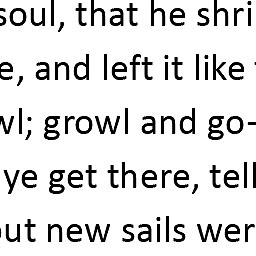 soul, that he shri
e, and left it like
wl; growl and go-
ye get there, tell
out new sails wer